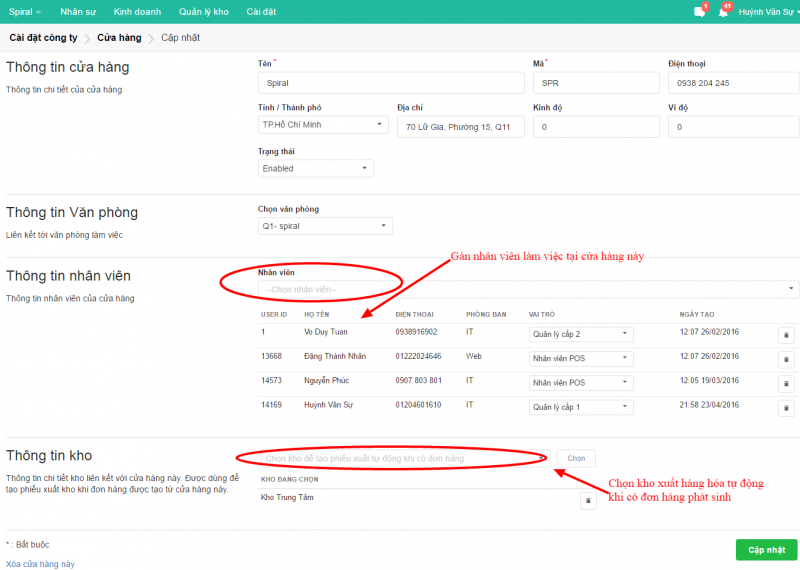 Spiral Nhân sự Kinh doanh Quản lý kho Cài đặt 1 41 Huỳnh Văn Sự
Cài đặt công ty Cửa hàng Cập nhật
Thông tin cửa hàng
Thông tin chi tiết của cửa hàng
Tên * Mã * Điện thoại
Spiral SPR 0938 204 245
Tỉnh / Thành phố Địa chỉ Kinh độ Vĩ độ
TP.Hồ Chí Minh 70 Lữ Gia, Phường 15, Q11 0 0
Trạng thái
Enabled
Thông tin Văn phòng
Liên kết tới văn phòng làm việc
Chọn văn phòng
Q1- spiral
Gán nhân viên làm việc tại cửa hàng này
Thông tin nhân viên
Thông tin nhân viên của cửa hàng
Nhân viên
--Chọn nhân viên--
USER ID HỌ TÊN ĐIỆN THOẠI PHÒNG BAN VAI TRÒ NGÀY TẠO
1 Vo Duy Tuan 0938916902 IT Quản lý cấp 2 12:07 26/02/2016
13668 Đặng Thành Nhân 01222024646 Web Nhân viên POS 12:07 26/02/2016
14573 Nguyễn Phúc 0907 803 801 IT Nhân viên POS 12:05 19/03/2016
14169 Huỳnh Văn Sự 01204601610 IT Quản lý cấp 1 21:58 23/04/2016
Thông tin kho
Thông tin chi tiết kho liên kết với cửa hàng này. Được dùng để
tạo phiếu xuất kho khi đơn hàng được tạo từ cửa hàng này.
Chọn kho để tạo phiếu xuất tự động khi có đơn hàng Chọn
KHO ĐANG CHỌN
Kho Trung Tâm
Chọn kho xuất hàng hóa tự động
khi có đơn hàng phát sinh
* : Bắt buộc
Xóa cửa hàng này
Cập nhật